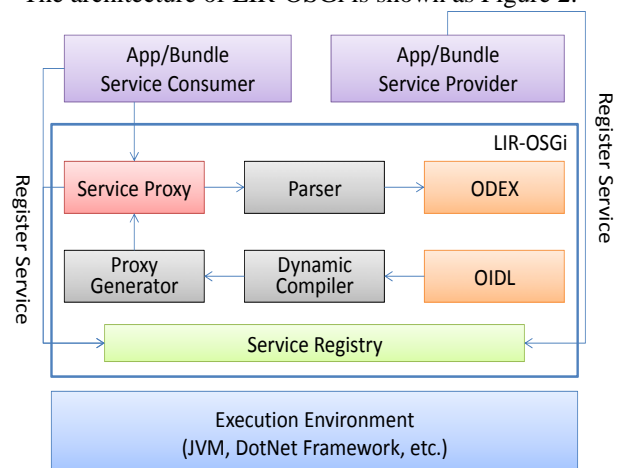 The architecture of LIR-OSGi is shown as Figure 2.
App/Bundle
Service Consumer
App/Bundle
Service Provider
LIR-OSGi
Register Service
Register Service
Service Proxy
Parser
ODEX
Proxy
Generator
Dynamic
Compiler
OIDL
Service Registry
Execution Environment
(JVM, DotNet Framework, etc.)